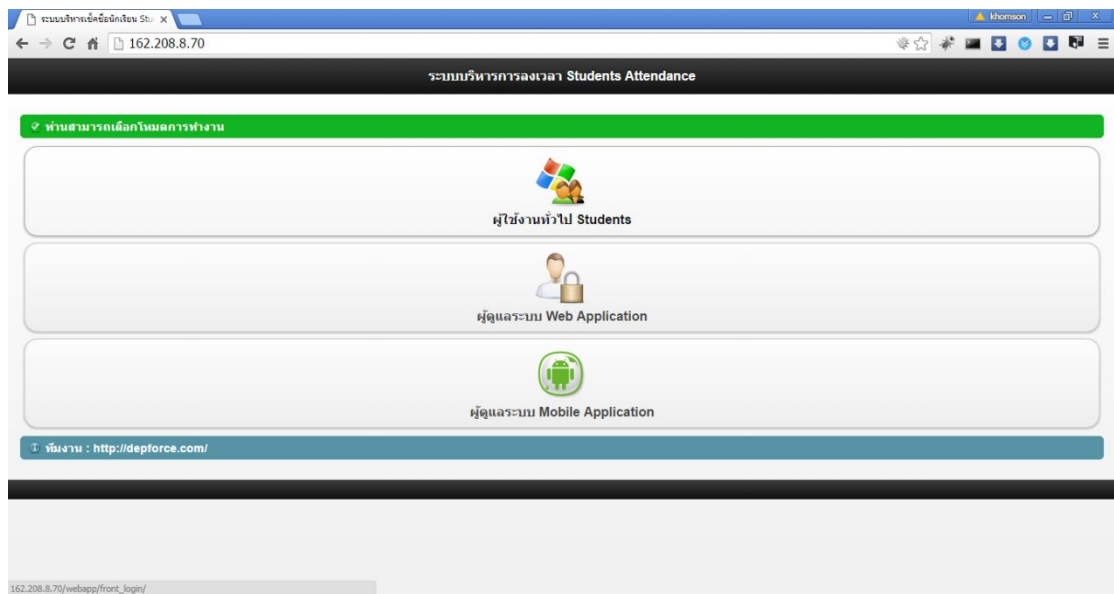 ระบบบริหารเช็คชื่อนักเรียน Stu
khomson
162.208.8.70
ระบบบริหารการลงเวลา Students Attendance
ท่านสามารถเลือกโหมดการทำงาน
ผู้ใช้งานทั่วไป Students
ผู้ดูแลระบบ Web Application
ผู้ดูแลระบบ Mobile Application
ทีมงาน : http://depforce.com/
162.208.8.70/webapp/front_login/